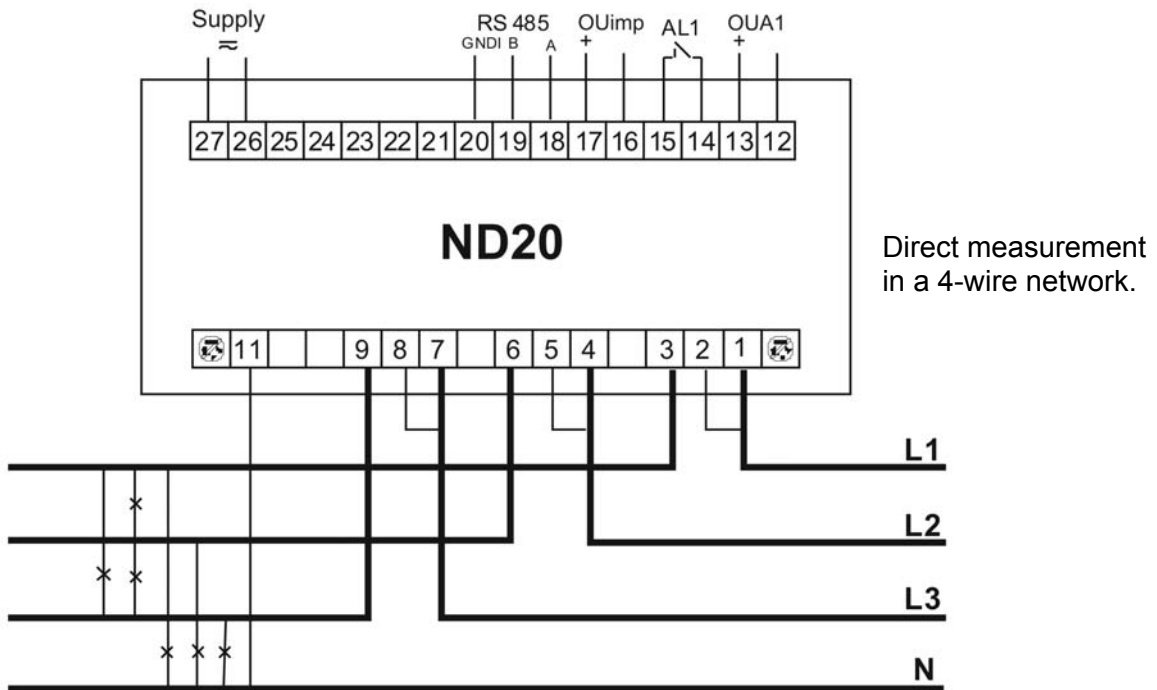 Supply
RS 485 OUimp AL1 OUA1
GNDI B A + +
27 26 25 24 23 22 21 20 19 18 17 16 15 14 13 12
ND20
Direct measurement
in a 4-wire network.
11 9 8 7 6 5 4 3 2 1
L1
L2
L3
N